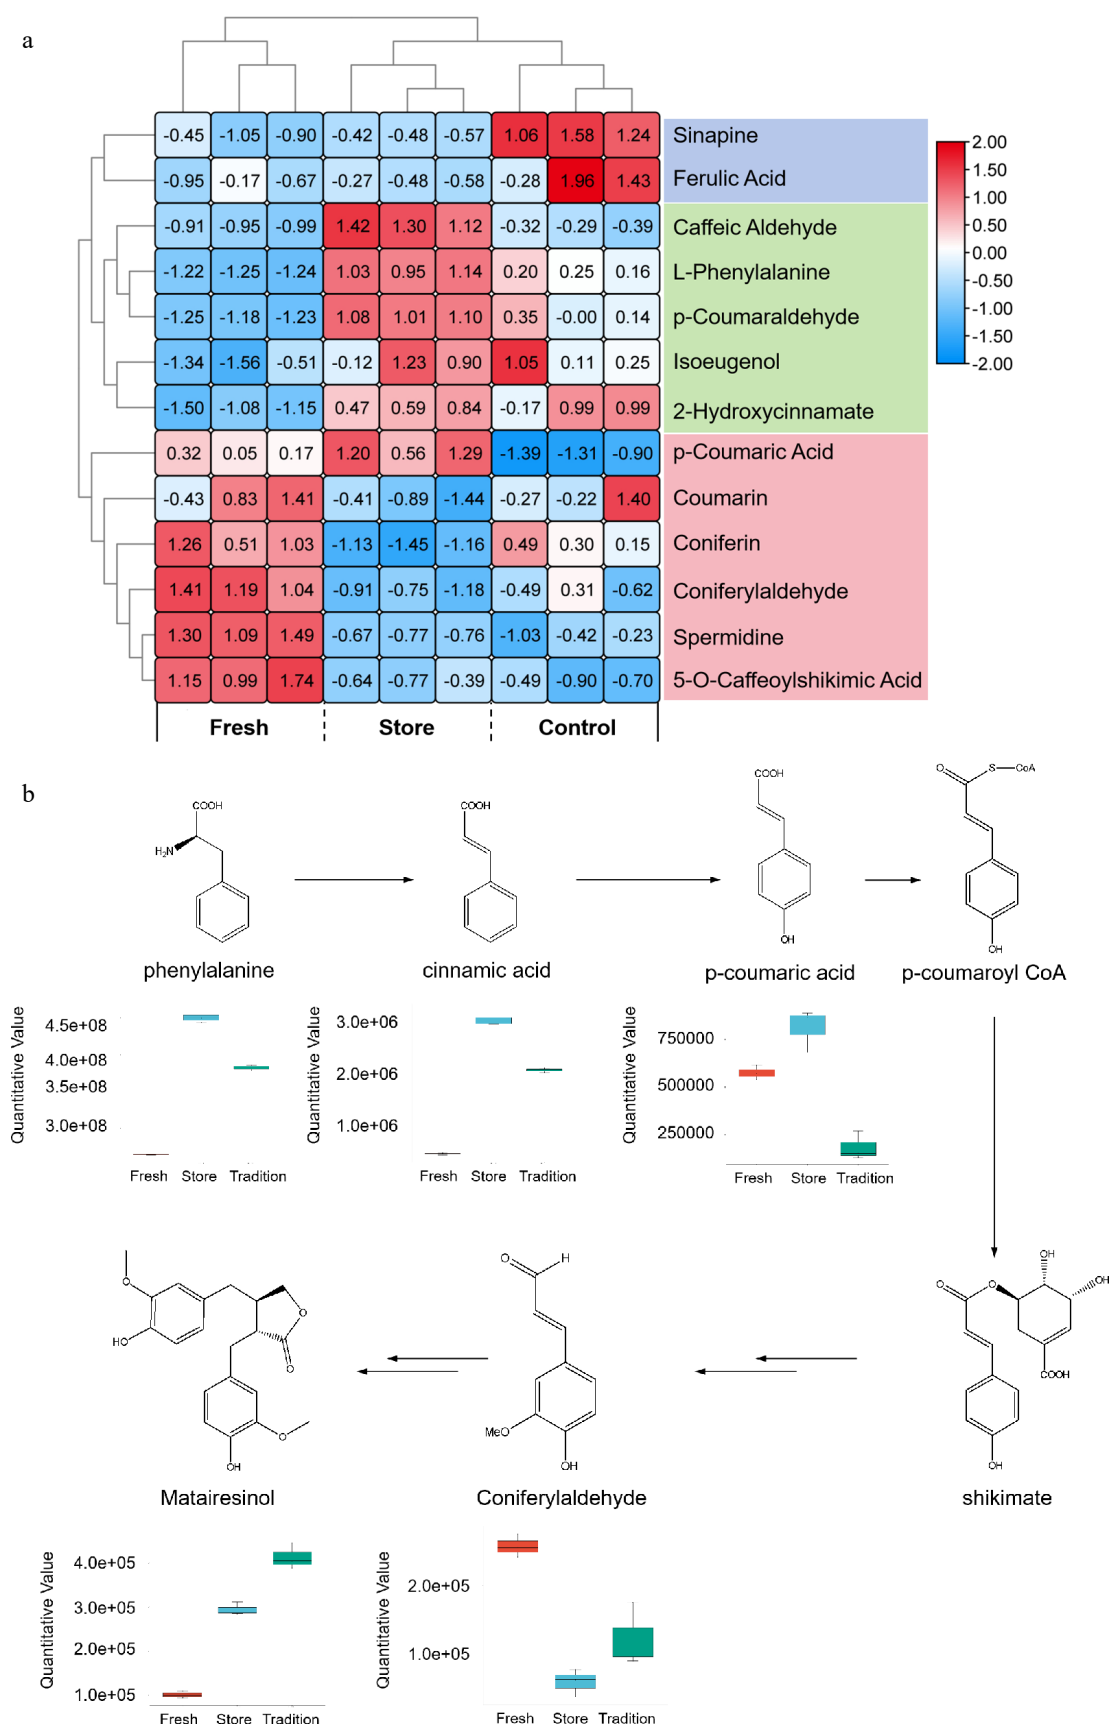 a
-0.45 -1.05 -0.90 -0.42 -0.48 -0.57 1.06 1.58 1.24 Sinapine
-0.95 -0.17 -0.67 -0.27 -0.48 -0.58 -0.28 1.96 1.43 Ferulic Acid
-0.91 -0.95 -0.99 1.42 1.30 1.12 -0.32 -0.29 -0.39 Caffeic Aldehyde
-1.22 -1.25 -1.24 1.03 0.95 1.14 0.20 0.25 0.16 L-Phenylalanine
-1.25 -1.18 -1.23 1.08 1.01 1.10 0.35 -0.00 0.14 p-Coumaraldehyde
-1.34 -1.56 -0.51 -0.12 1.23 0.90 1.05 0.11 0.25 Isoeugenol
-1.50 -1.08 -1.15 0.47 0.59 0.84 -0.17 0.99 0.99 2-Hydroxycinnamate
0.32 0.05 0.17 1.20 0.56 1.29 -1.39 -1.31 -0.90 p-Coumaric Acid
-0.43 0.83 1.41 -0.41 -0.89 -1.44 -0.27 -0.22 1.40 Coumarin
1.26 0.51 1.03 -1.13 -1.45 -1.16 0.49 0.30 0.15 Coniferin
1.41 1.19 1.04 -0.91 -0.75 -1.18 -0.49 0.31 -0.62 Coniferylaldehyde
1.30 1.09 1.49 -0.67 -0.77 -0.76 -1.03 -0.42 -0.23 Spermidine
1.15 0.99 1.74 -0.64 -0.77 -0.39 -0.49 -0.90 -0.70 5-O-Caffeoylshikimic Acid
Fresh Store Control
2.00
1.50
1.00
0.50
0.00
-0.50
-1.00
-1.50
-2.00
b
COOH
H₂N
phenylalanine
COOH
cinnamic acid
COOH
OH
p-coumaric acid
O S CoA
OH
p-coumaroyl CoA
Quantitative Value
4.5e+08
4.0e+08
3.5e+08
3.0e+08
Fresh Store Tradition
Quantitative Value
3.0e+06
2.0e+06
1.0e+06
Fresh Store Tradition
Quantitative Value
750000
500000
250000
Fresh Store Tradition
O
HO
O
O
O
OH
Matairesinol
O H
MeO
OH
Coniferylaldehyde
OH
O O OH
COOH
OH
shikimate
Quantitative Value
4.0e+05
3.0e+05
2.0e+05
1.0e+05
Fresh Store Tradition
Quantitative Value
2.0e+05
1.0e+05
Fresh Store Tradition